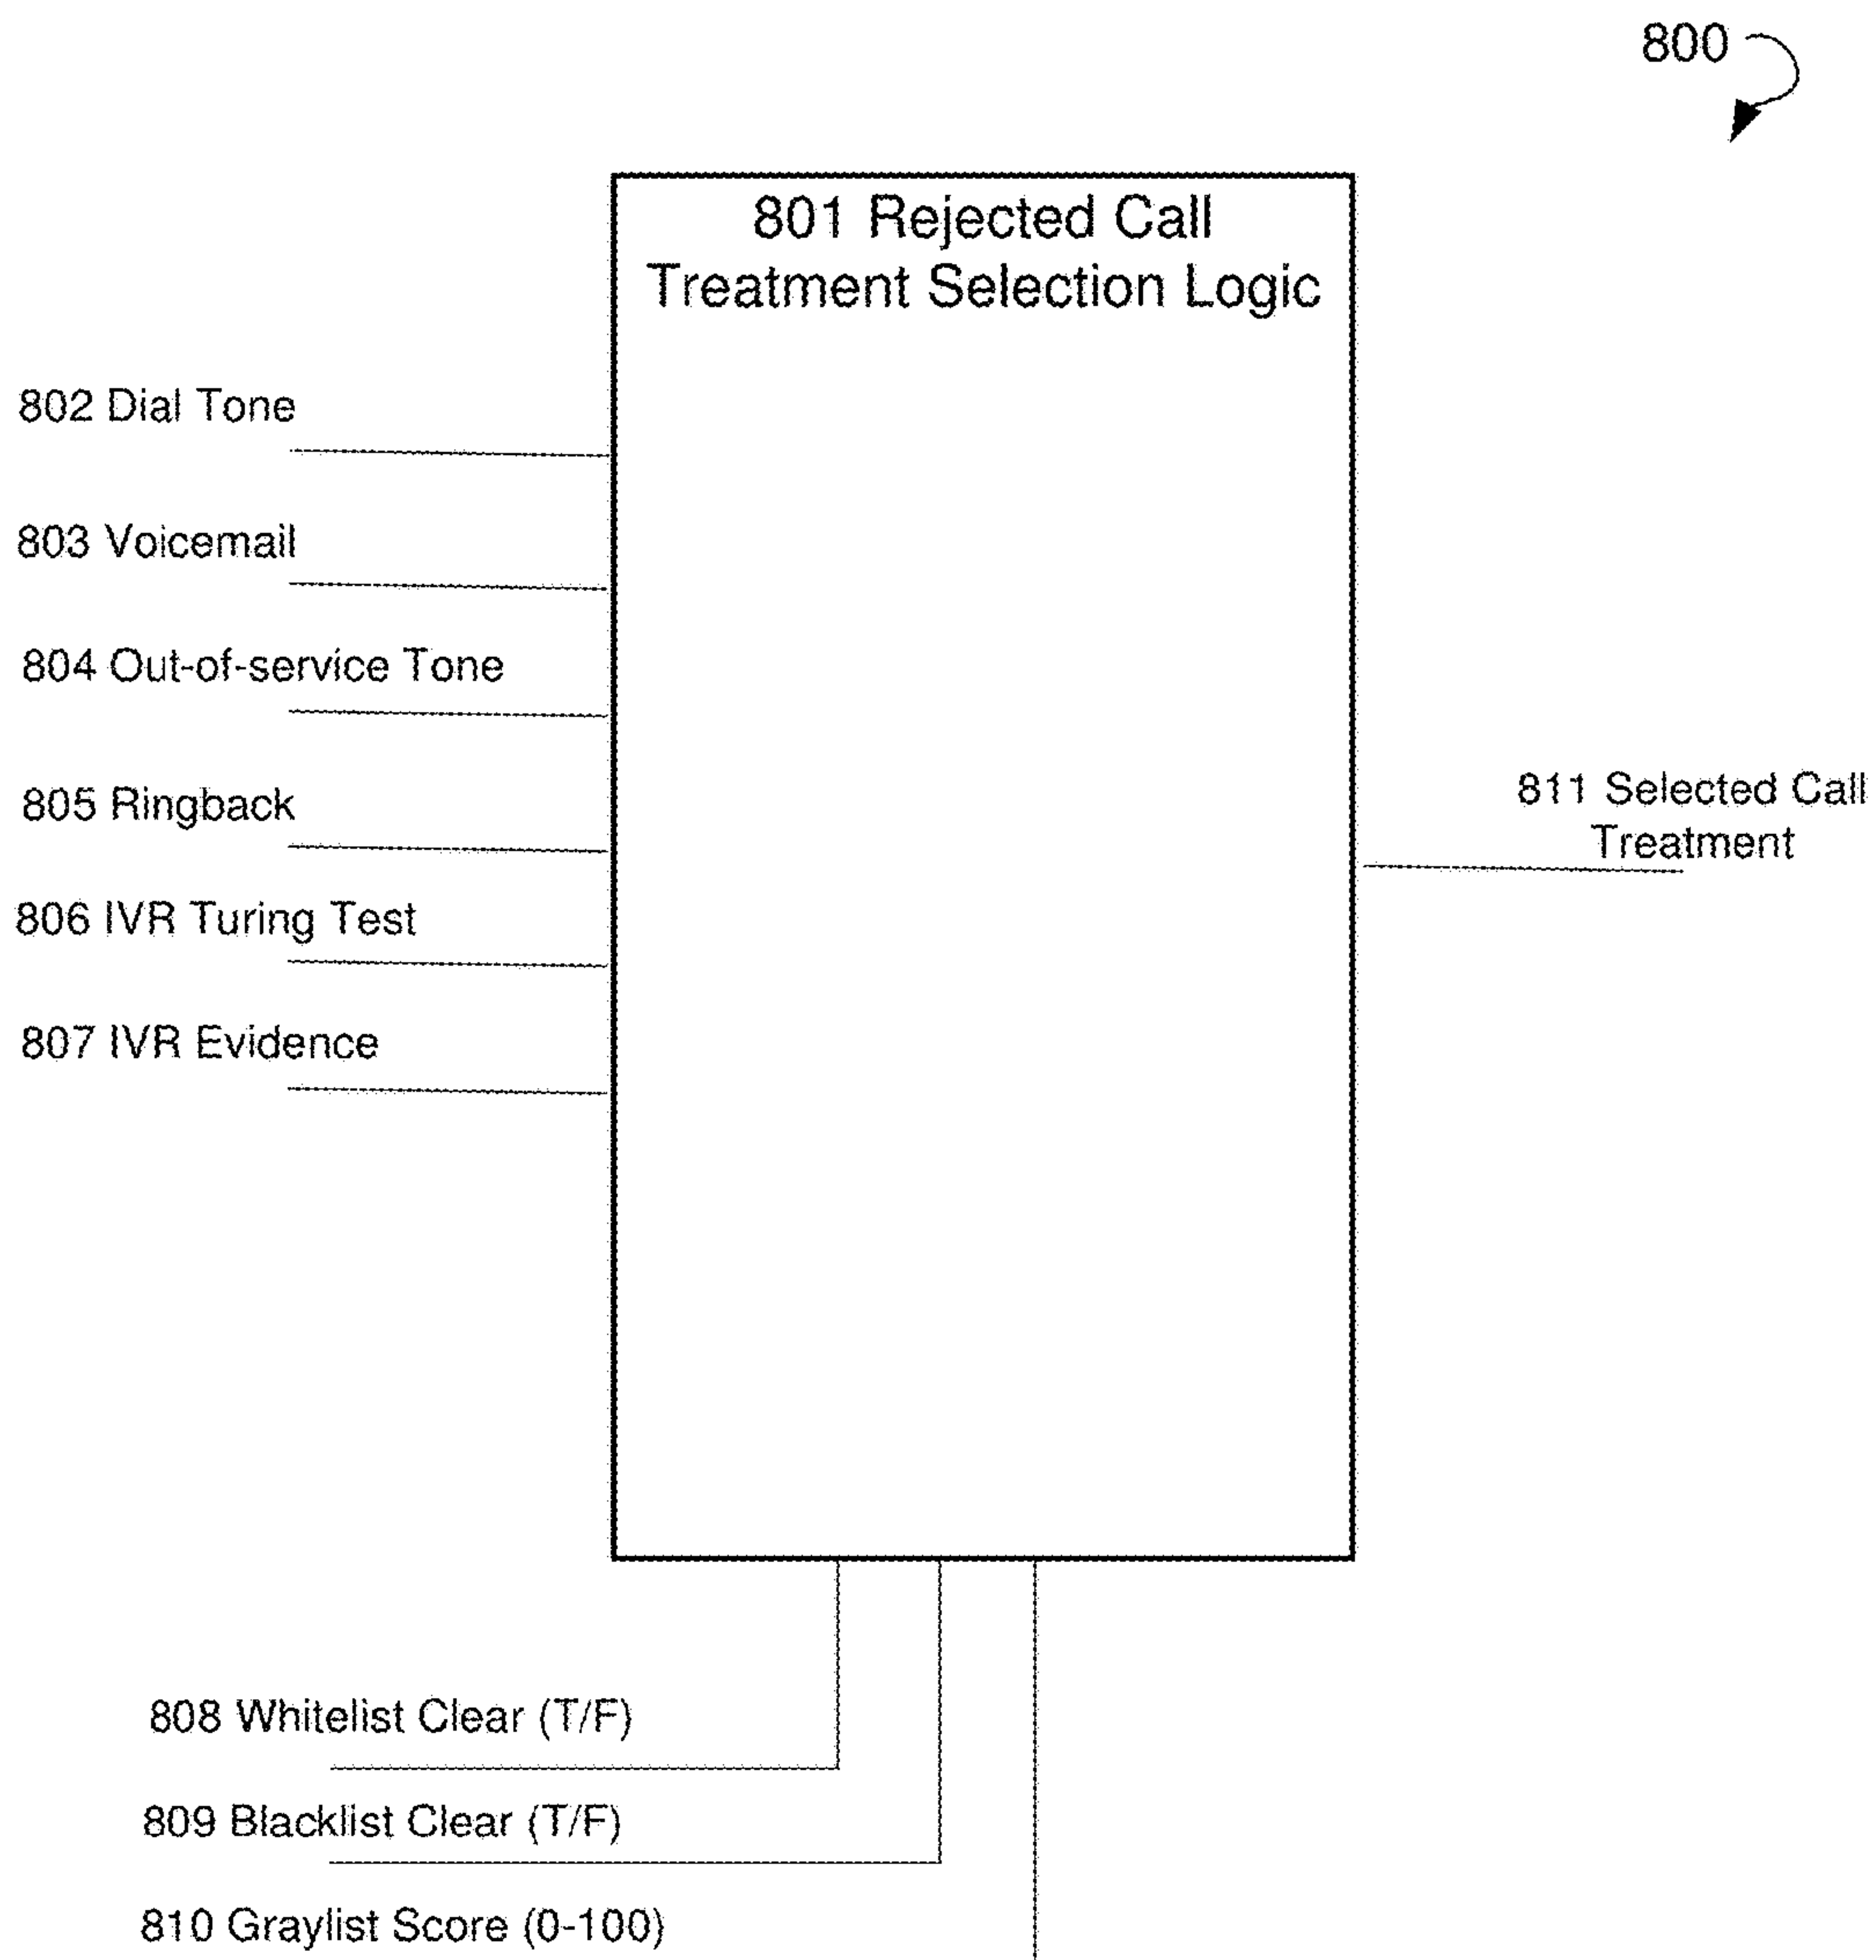 800
801 Rejected Call
Treatment Selection Logic
802 Dial Tone
803 Voicemail
804 Out-of-service Tone
805 Ringback
806 IVR Turing Test
807 IVR Evidence
811 Selected Call
Treatment
808 Whitelist Clear (T/F)
809 Blacklist Clear (T/F)
810 Graylist Score (0-100)